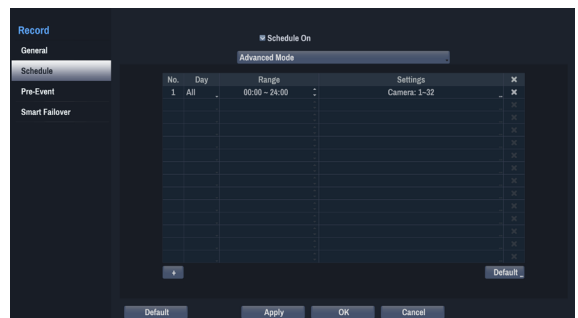 Record
Schedule On
General
Advanced Mode
Schedule
No. Day Range Settings
Pre-Event
1 All 00:00 ~ 24:00 Camera: 1~32
Smart Failover
+ Default
Default Apply OK Cancel